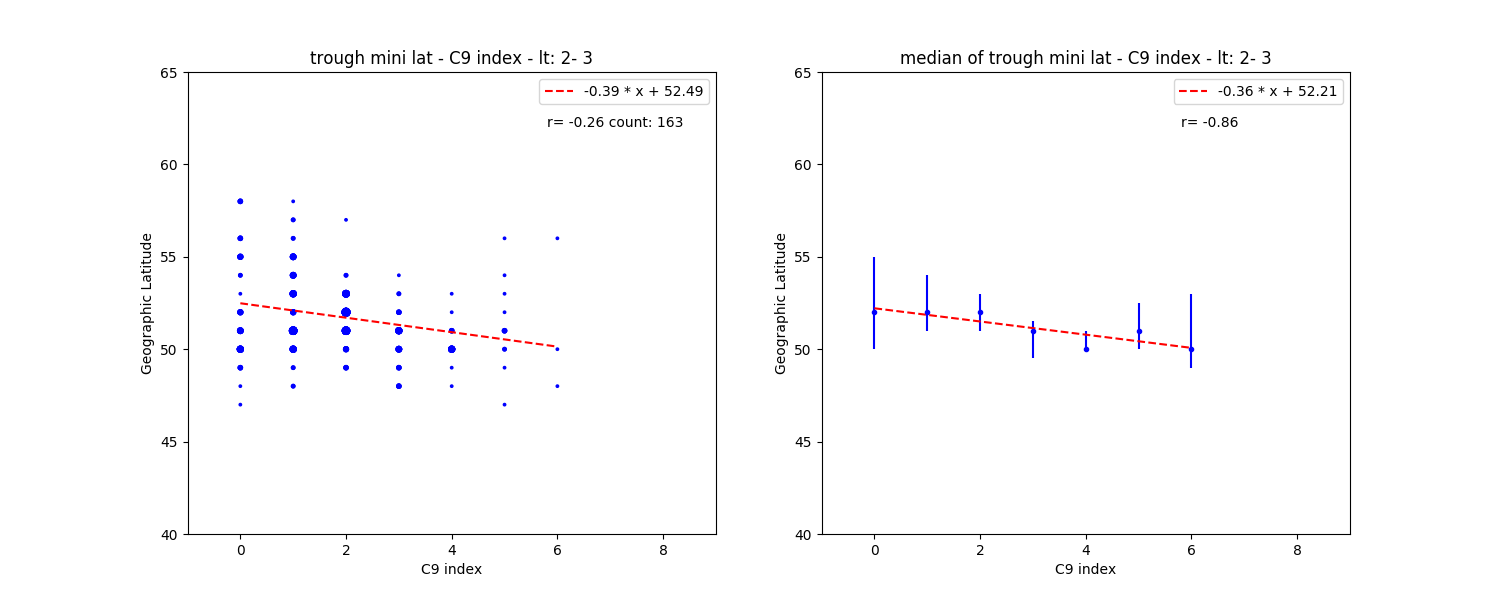 trough mini lat - C9 index - lt: 2- 3
-0.39 * x + 52.49
r= -0.26 count: 163
65
60
55
50
45
40
Geographic Latitude
0 2 4 6 8
C9 index
median of trough mini lat - C9 index - lt: 2- 3
-0.36 * x + 52.21
r= -0.86
65
60
55
50
45
40
Geographic Latitude
0 2 4 6 8
C9 index